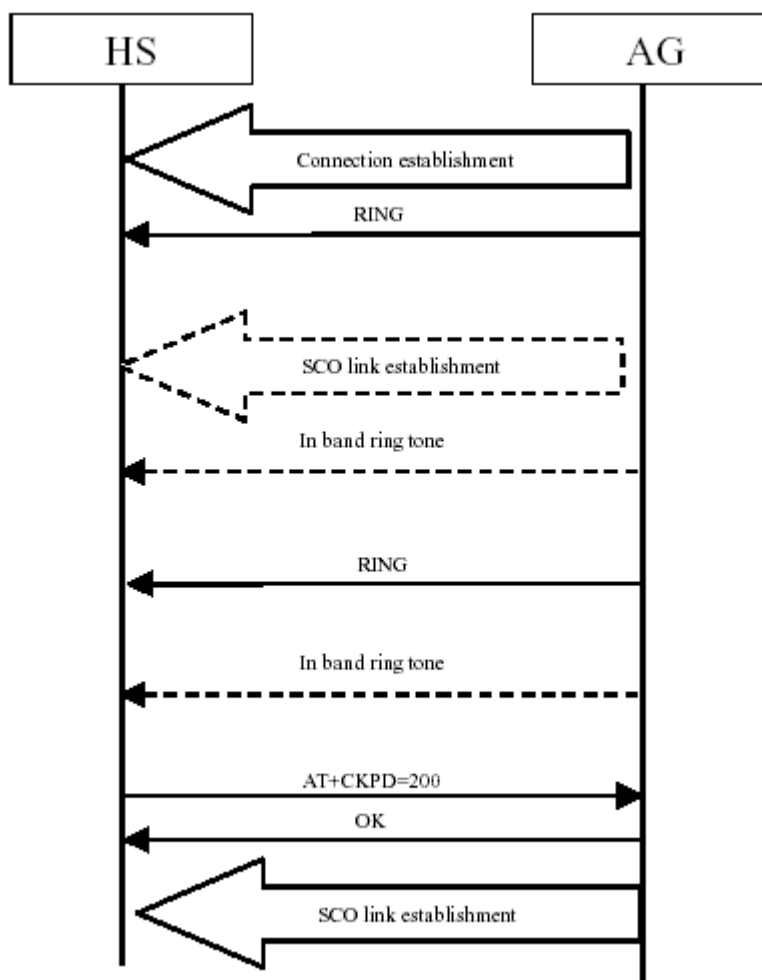 HS
AG
Connection establishment
RING
SCO link establishment
In band ring tone
RING
In band ring tone
AT+CKPD=200
OK
SCO link establishment